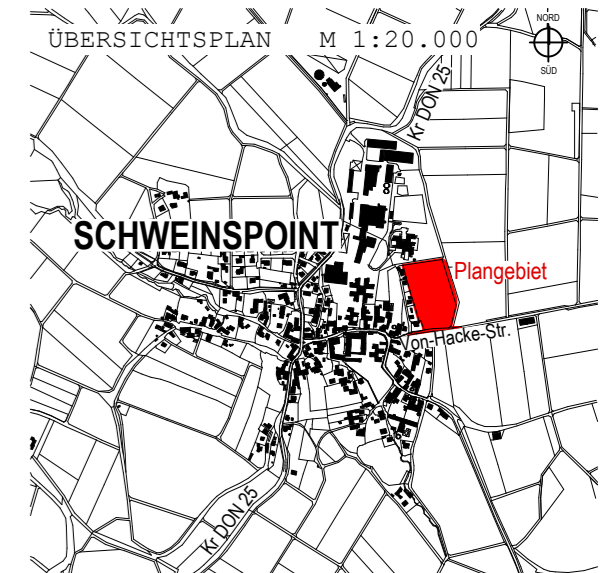 NORD
ÜBERSICHTSPLAN M 1:20.000
SÜD
Kr DON 25
SCHWEINSPOINT
Plangebiet
Von-Hacke-Str.
Kr DON 25